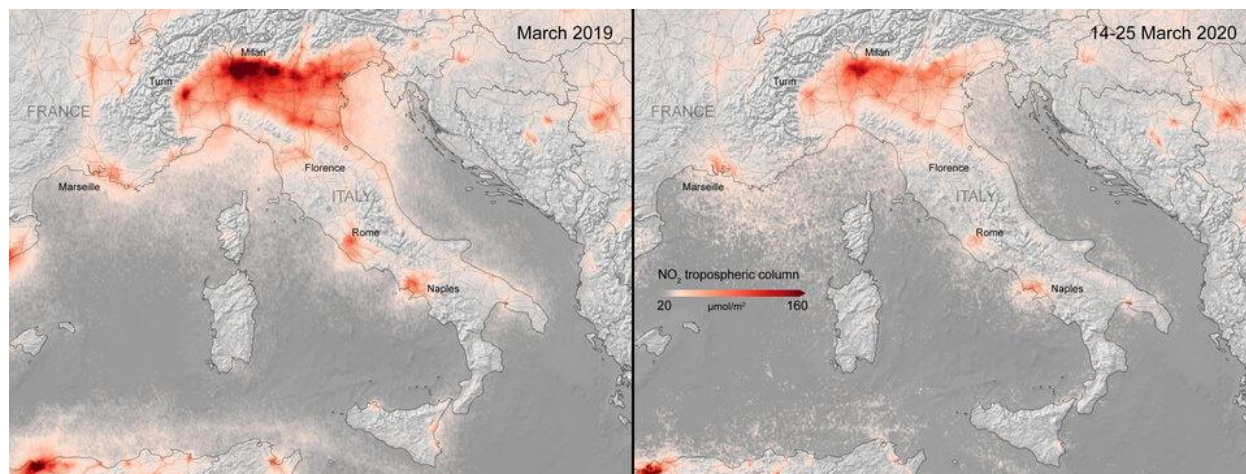 March 2019
Milan
Turin
FRANCE
Florence
Marseille
ITALY
Rome
Naples
14-25 March 2020
Milan
Turin
FRANCE
Florence
Marseille
ITALY
Rome
NO₂ tropospheric column
20 µmol/m² 160
Naples